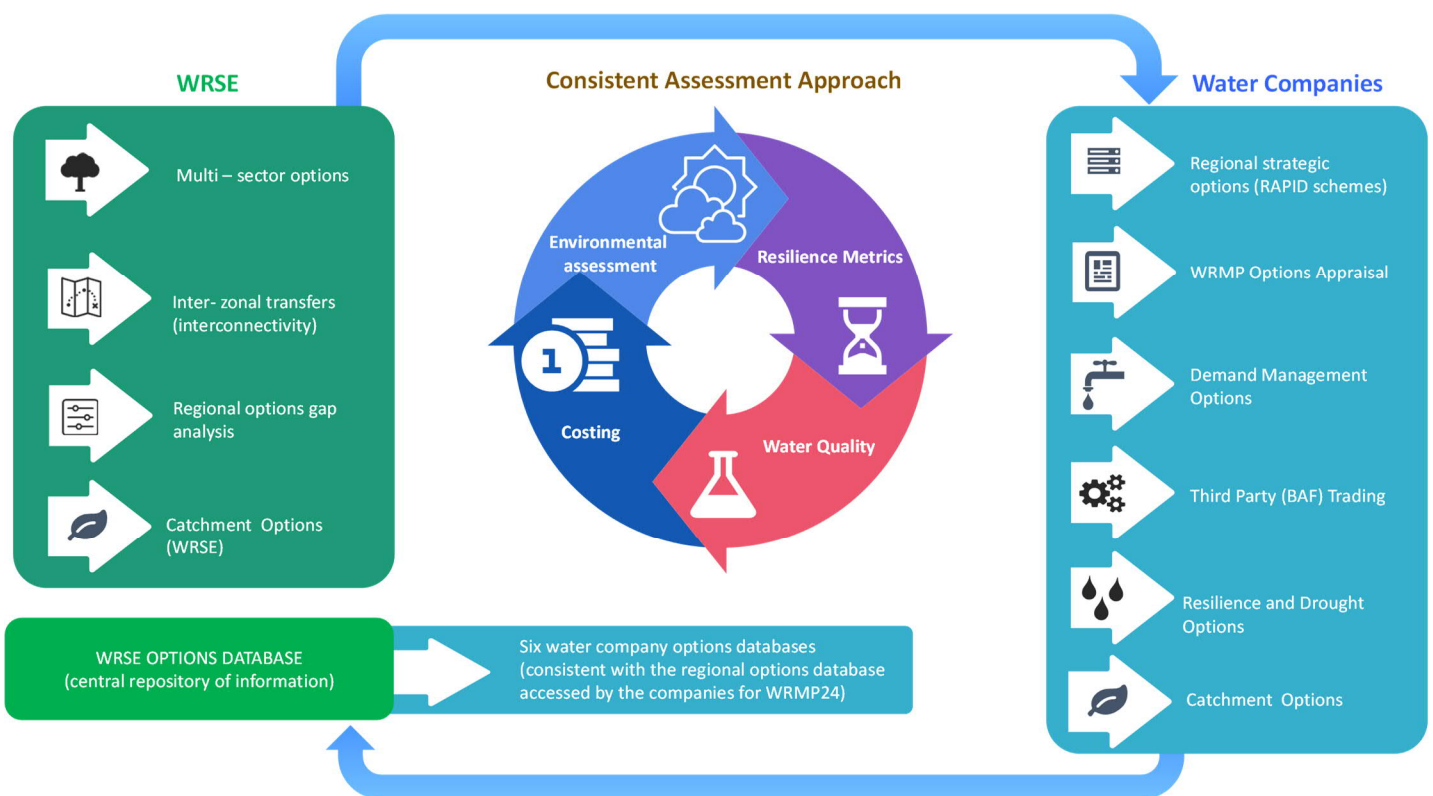 WRSE
Multi – sector options
Inter- zonal transfers
(interconnectivity)
Regional options gap
analysis
Catchment  Options
(WRSE)
Consistent Assessment Approach
Environmental
assessment
Resilience Metrics
Water Quality
Costing
1
Water Companies
Regional strategic
options (RAPID schemes)
WRMP Options Appraisal
Demand Management
Options
Third Party (BAF) Trading
Resilience and Drought
Options
Catchment  Options
WRSE OPTIONS DATABASE
(central repository of information)
Six water company options databases
(consistent with the regional options database
accessed by the companies for WRMP24)